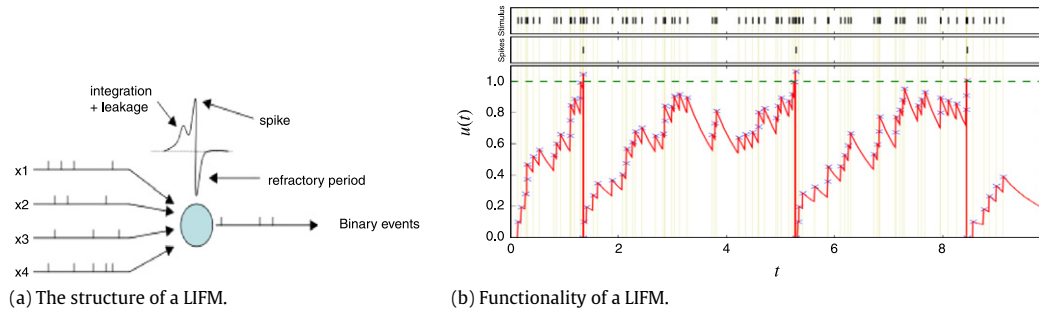 integration
+ leakage
spike
refractory period
x1
x2
x3
x4
Binary events
(a) The structure of a LIFM.
Spikes Stimulus
u(t)
1.0
0.8
0.6
0.4
0.2
0.0
0 2 4 6 8
t
(b) Functionality of a LIFM.